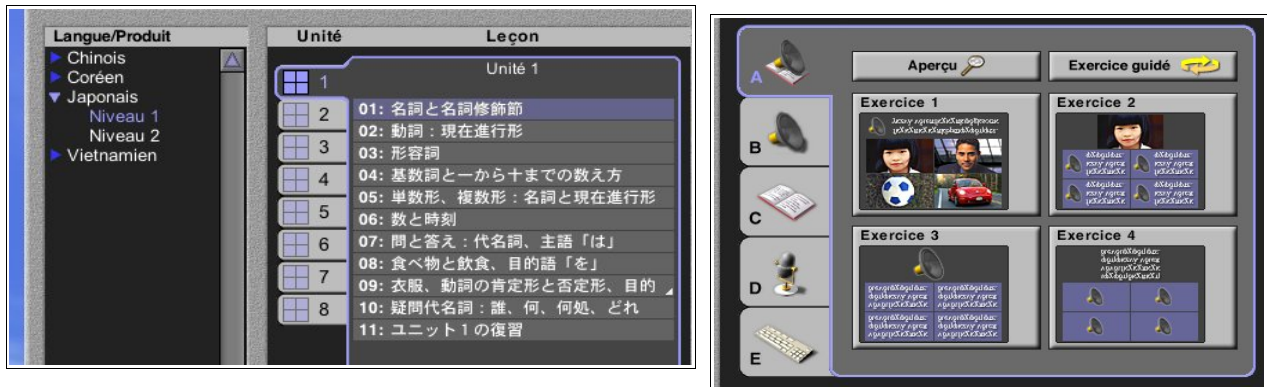 Langue/Produit
Chinois
Coréen
Japonais
Niveau 1
Niveau 2
Vietnamien
Unité
Leçon
Unité 1
1
2
3
4
5
6
7
8
01: 名詞と名詞修飾節
02: 動詞：現在進行形
03: 形容詞
04: 基数詞と一から十までの数え方
05: 単数形、複数形：名詞と現在進行形
06: 数と時刻
07: 問と答え：代名詞、主語「は」
08: 食べ物と飲食、目的語「を」
09: 衣服、動詞の肯定形と否定形、目的
10: 疑問代名詞：誰、何、何処、どれ
11: ユニット１の復習
A
B
C
D
E
Aperçu
Exercice guidé
Exercice 1
Exercice 2
Exercice 3
Exercice 4